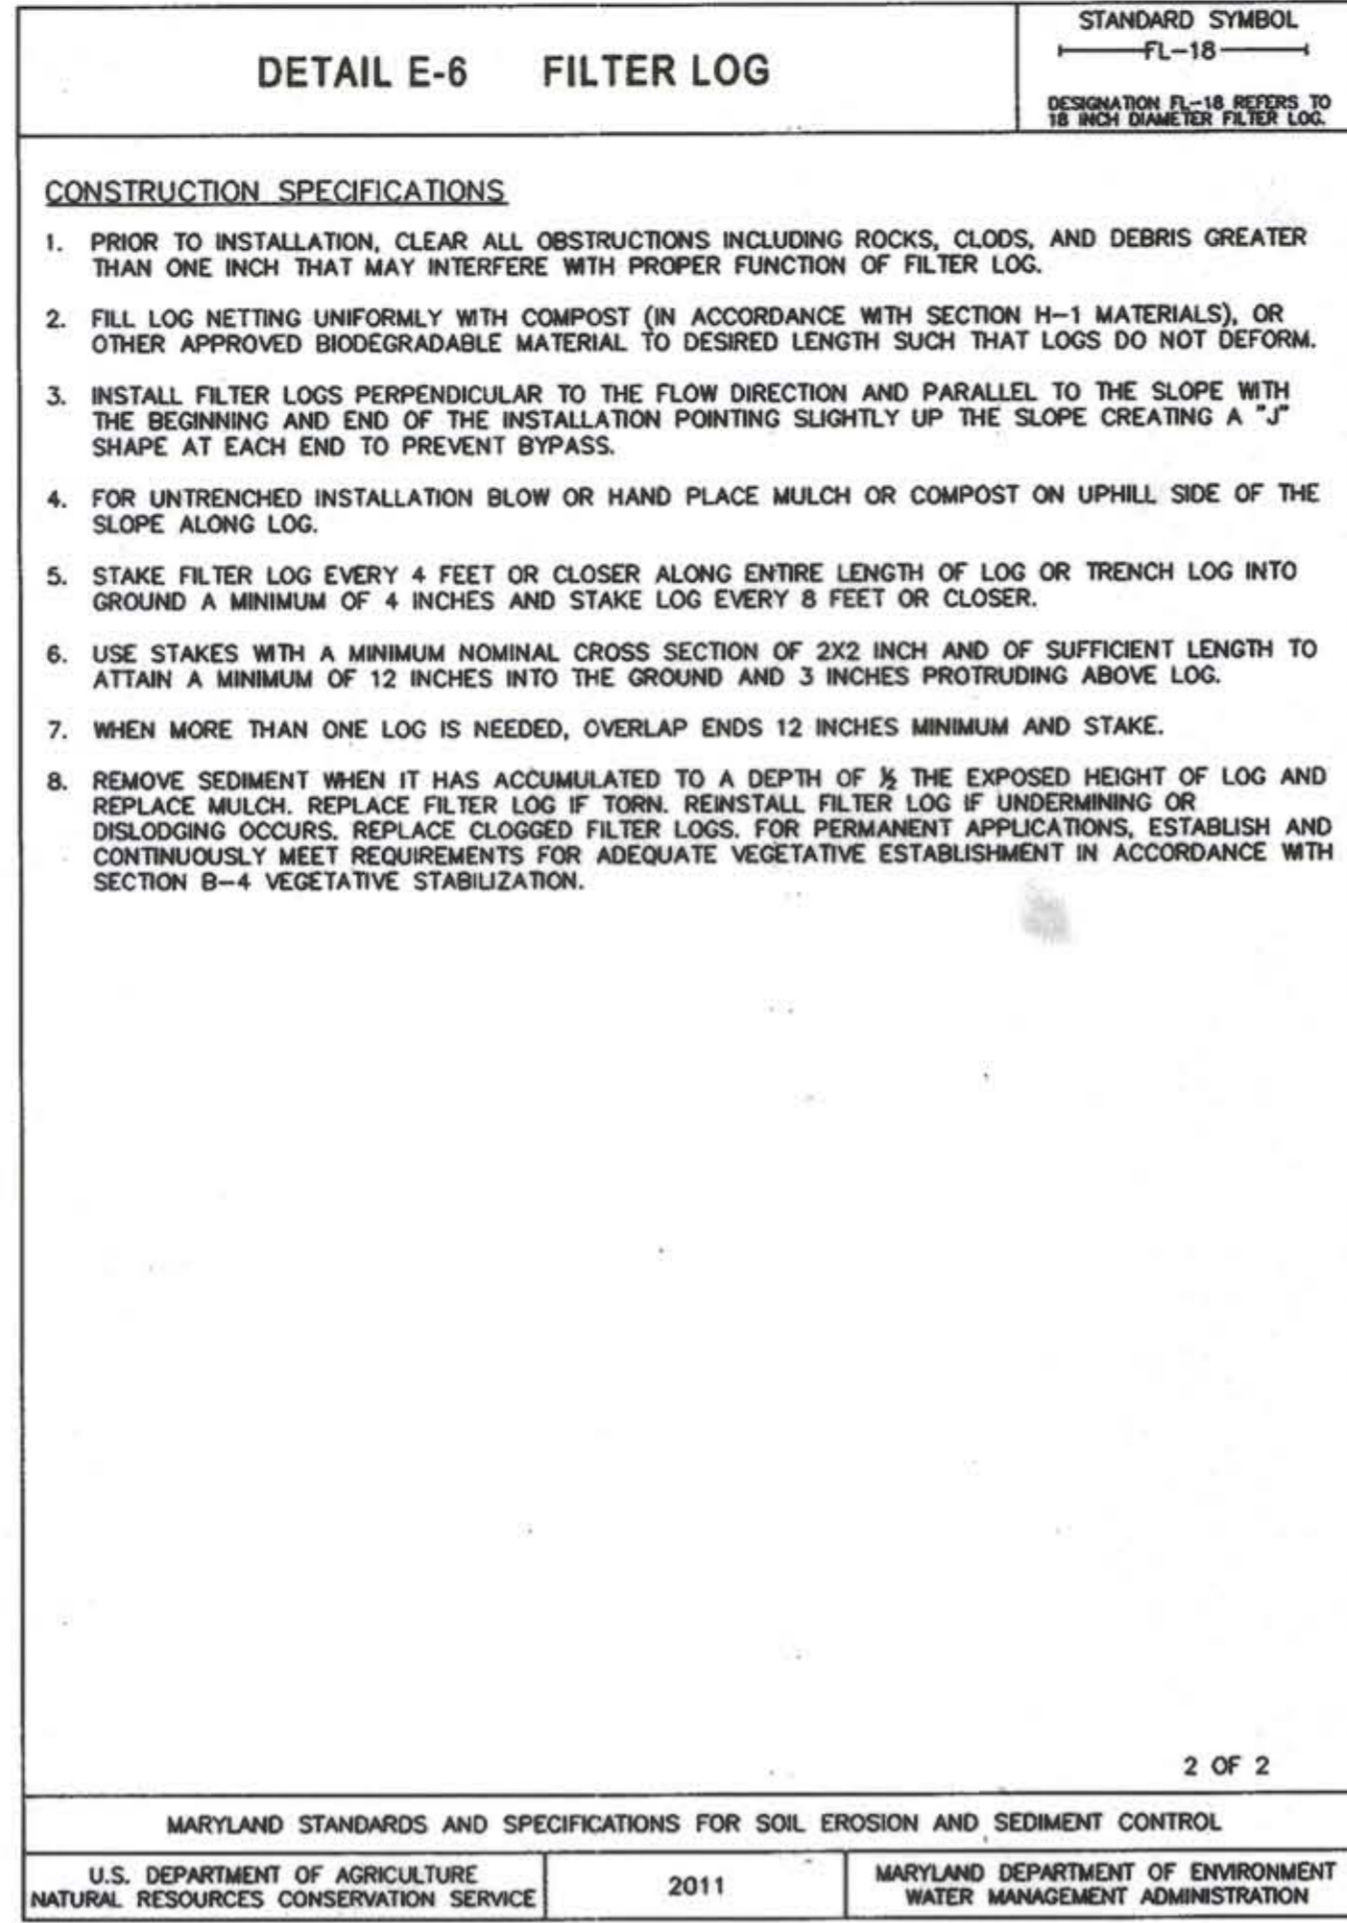 DETAIL E-6 FILTER LOG
STANDARD SYMBOL
FL-18
DESIGNATION FL-18 REFERS TO
18 INCH DIAMETER FILTER LOG.
CONSTRUCTION SPECIFICATIONS
1. PRIOR TO INSTALLATION, CLEAR ALL OBSTRUCTIONS INCLUDING ROCKS, CLODS, AND DEBRIS GREATER
THAN ONE INCH THAT MAY INTERFERE WITH PROPER FUNCTION OF FILTER LOG.
2. FILL LOG NETTING UNIFORMLY WITH COMPOST (IN ACCORDANCE WITH SECTION H-1 MATERIALS), OR
OTHER APPROVED BIODEGRADABLE MATERIAL TO DESIRED LENGTH SUCH THAT LOGS DO NOT DEFORM.
3. INSTALL FILTER LOGS PERPENDICULAR TO THE FLOW DIRECTION AND PARALLEL TO THE SLOPE WITH
THE BEGINNING AND END OF THE INSTALLATION POINTING SLIGHTLY UP THE SLOPE CREATING A "J"
SHAPE AT EACH END TO PREVENT BYPASS.
4. FOR UNTRENCHED INSTALLATION BLOW OR HAND PLACE MULCH OR COMPOST ON UPHILL SIDE OF THE
SLOPE ALONG LOG.
5. STAKE FILTER LOG EVERY 4 FEET OR CLOSER ALONG ENTIRE LENGTH OF LOG OR TRENCH LOG INTO
GROUND A MINIMUM OF 4 INCHES AND STAKE LOG EVERY 8 FEET OR CLOSER.
6. USE STAKES WITH A MINIMUM NOMINAL CROSS SECTION OF 2X2 INCH AND OF SUFFICIENT LENGTH TO
ATTAIN A MINIMUM OF 12 INCHES INTO THE GROUND AND 3 INCHES PROTRUDING ABOVE LOG.
7. WHEN MORE THAN ONE LOG IS NEEDED, OVERLAP ENDS 12 INCHES MINIMUM AND STAKE.
8. REMOVE SEDIMENT WHEN IT HAS ACCUMULATED TO A DEPTH OF ½ THE EXPOSED HEIGHT OF LOG AND
REPLACE MULCH. REPLACE FILTER LOG IF TORN. REINSTALL FILTER LOG IF UNDERMINING OR
DISLODGING OCCURS. REPLACE CLOGGED FILTER LOGS. FOR PERMANENT APPLICATIONS, ESTABLISH AND
CONTINUOUSLY MEET REQUIREMENTS FOR ADEQUATE VEGETATIVE ESTABLISHMENT IN ACCORDANCE WITH
SECTION B-4 VEGETATIVE STABILIZATION.
2 OF 2
MARYLAND STANDARDS AND SPECIFICATIONS FOR SOIL EROSION AND SEDIMENT CONTROL
U.S. DEPARTMENT OF AGRICULTURE
NATURAL RESOURCES CONSERVATION SERVICE
2011
MARYLAND DEPARTMENT OF ENVIRONMENT
WATER MANAGEMENT ADMINISTRATION